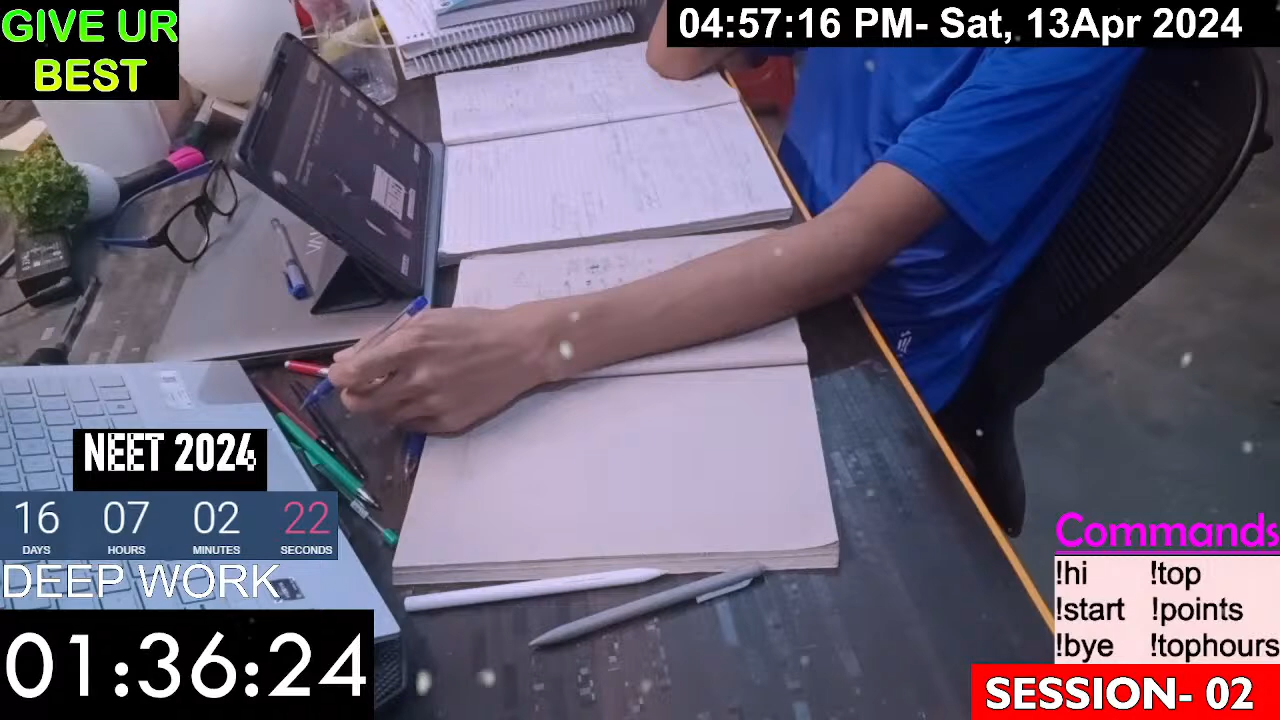 GIVE UR
BEST
04:57:16 PM- Sat, 13Apr 2024
NEET 2024
16 07 02 22
DAYS HOURS MINUTES SECONDS
DEEP WORK
01:36:24
Commands
!hi !top
!start !points
!bye !tophours
SESSION- 02